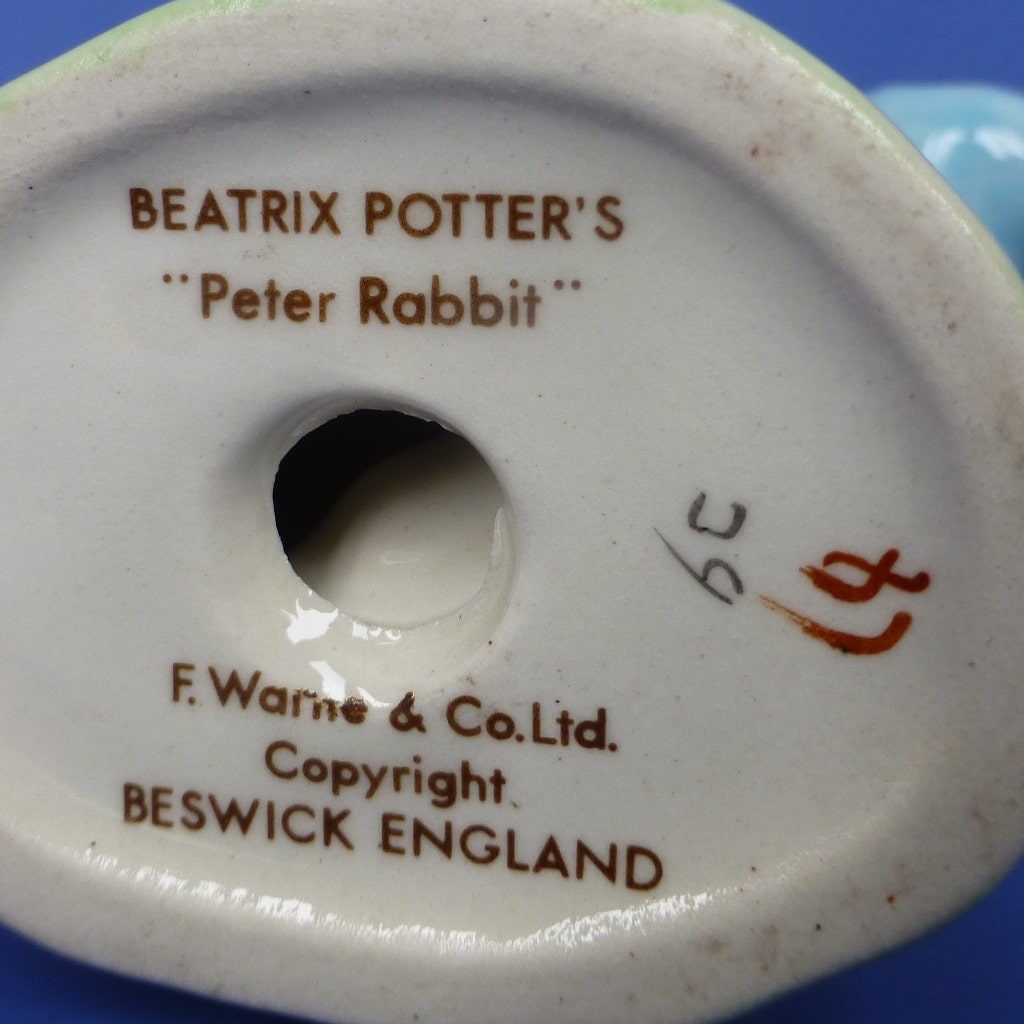 BEATRIX POTTER'S
¨Peter Rabbit¨
F. Warne & Co.Ltd.
Copyright
BESWICK ENGLAND